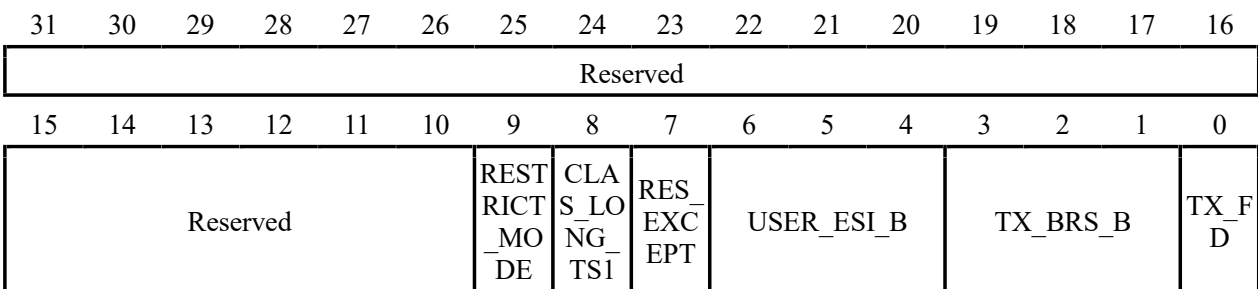 31 30 29 28 27 26 25 24 23 22 21 20 19 18 17 16
Reserved
15 14 13 12 11 10 9 8 7 6 5 4 3 2 1 0
Reserved
REST
RICT
_MO
DE
CLA
S_LO
NG_
TS1
RES_
EXC
EPT
USER_ESI_B
TX_BRS_B
TX_F
D